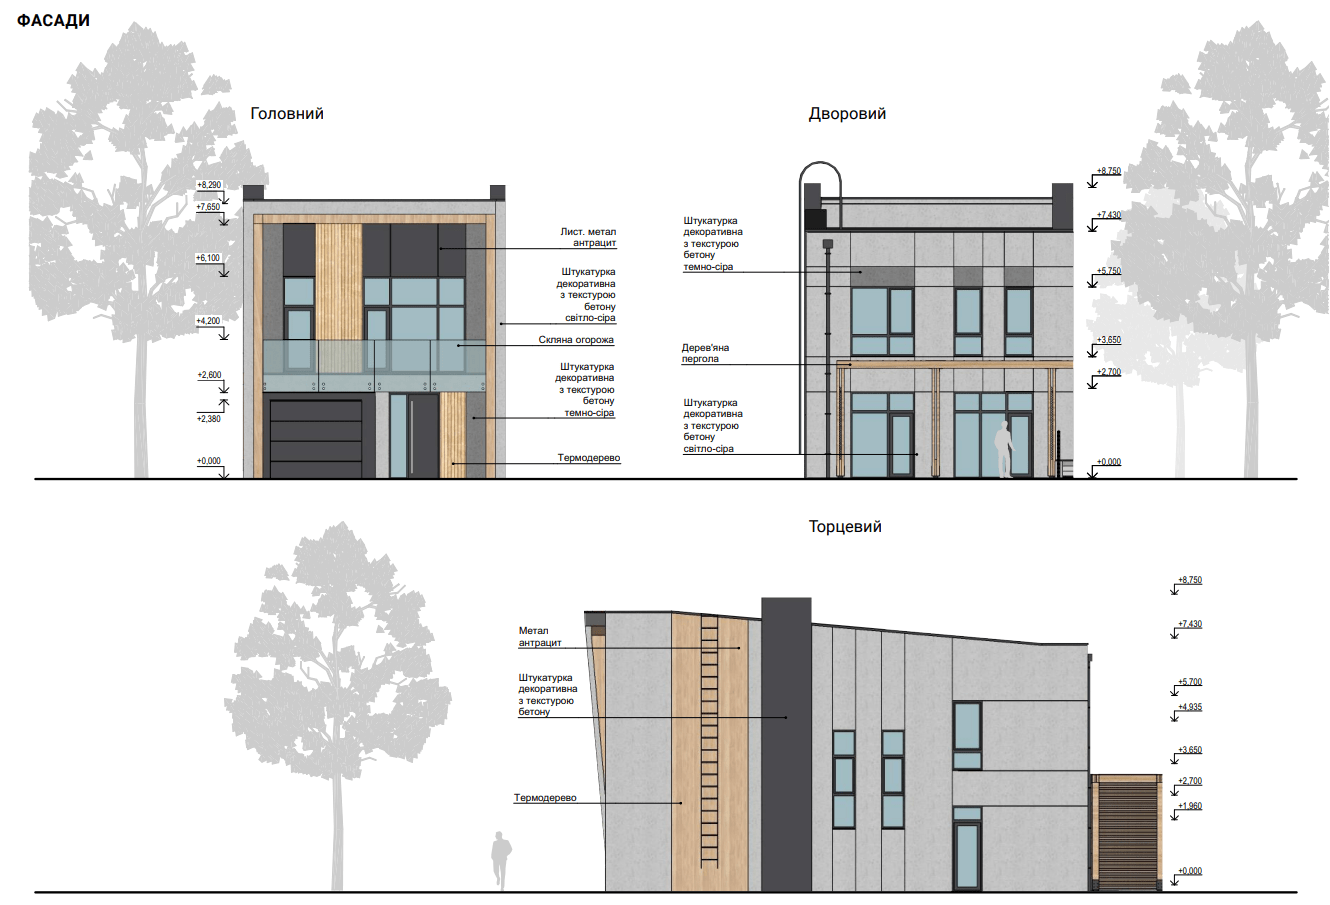 ФАСАДИ
Головний
+8,290
+7,650
+6,100
+4,200
+2,600
+2,380
+0,000
Лист. метал
антрацит
Штукатурка
декоративна
з текстурою
бетону
світло-сіра
Скляна огорожа
Штукатурка
декоративна
з текстурою
бетону
темно-сіра
Термодерево
Дворовий
Штукатурка
декоративна
з текстурою
бетону
темно-сіра
Дерев'яна
пергола
Штукатурка
декоративна
з текстурою
бетону
світло-сіра
+8,750
+7,430
+5,750
+3,650
+2,700
+0,000
Торцевий
Метал
антрацит
Штукатурка
декоративна
з текстурою
бетону
Термодерево
+8,750
+7,430
+5,700
+4,935
+3,650
+2,700
+1,960
+0,000